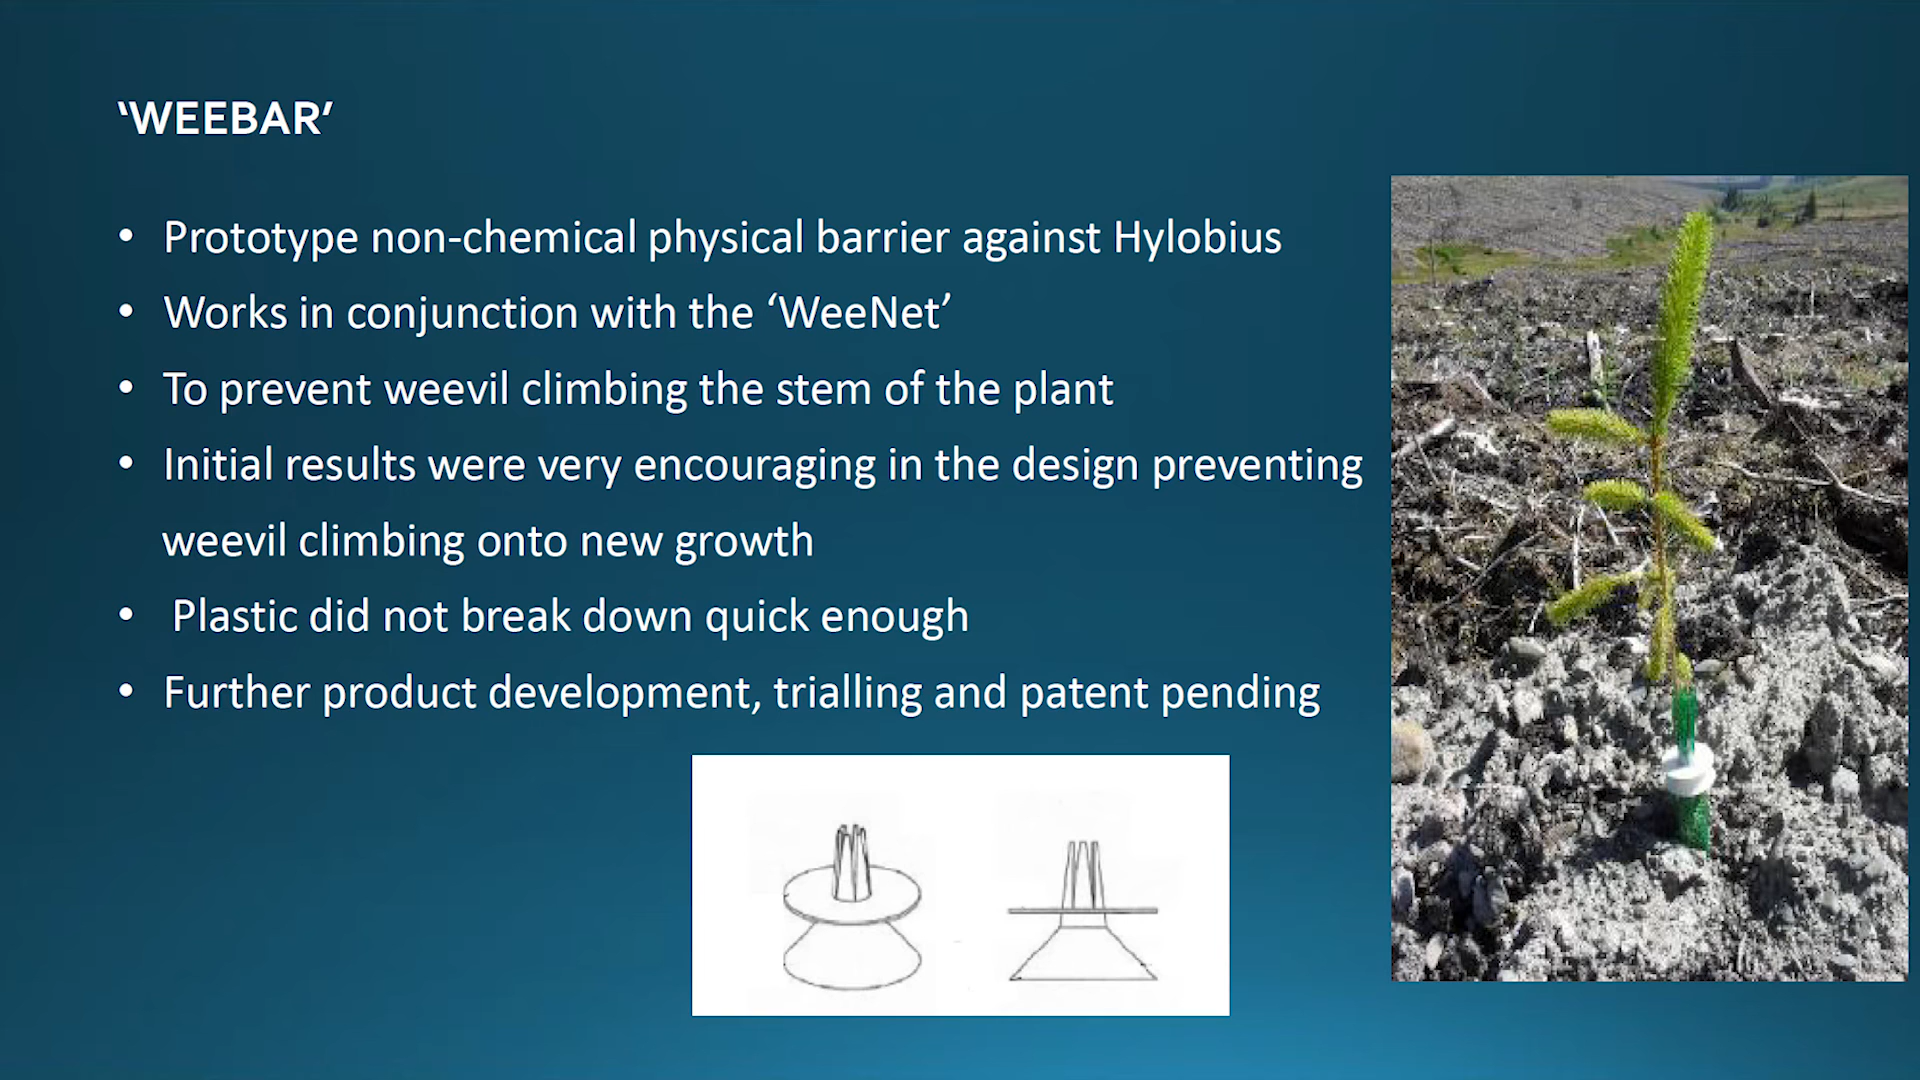 ‘WEEBAR’
• Prototype non-chemical physical barrier against Hylobius
• Works in conjunction with the ‘WeeNet’
• To prevent weevil climbing the stem of the plant
• Initial results were very encouraging in the design preventing
weevil climbing onto new growth
• Plastic did not break down quick enough
• Further product development, trialling and patent pending